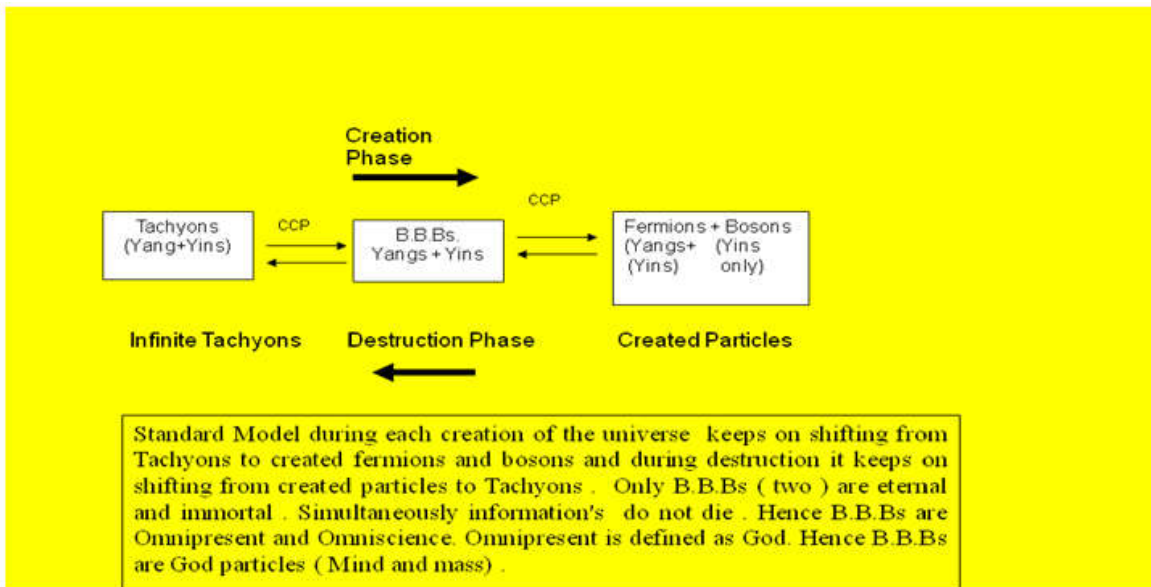 Creation
Phase
CCP
Tachyons
(Yang+Yins)
CCP
B.B.Bs.
Yangs + Yins
Fermions + Bosons
(Yangs+ (Yins
(Yins) only)
Infinite Tachyons
Destruction Phase
Created Particles
Standard Model during each creation of the universe keeps on shifting from
Tachyons to created fermions and bosons and during destruction it keeps on
shifting from created particles to Tachyons . Only B.B.Bs ( two ) are eternal
and immortal . Simultaneously information's do not die . Hence B.B.Bs are
Omnipresent and Omniscience. Omnipresent is defined as God. Hence B.B.Bs
are God particles ( Mind and mass) .